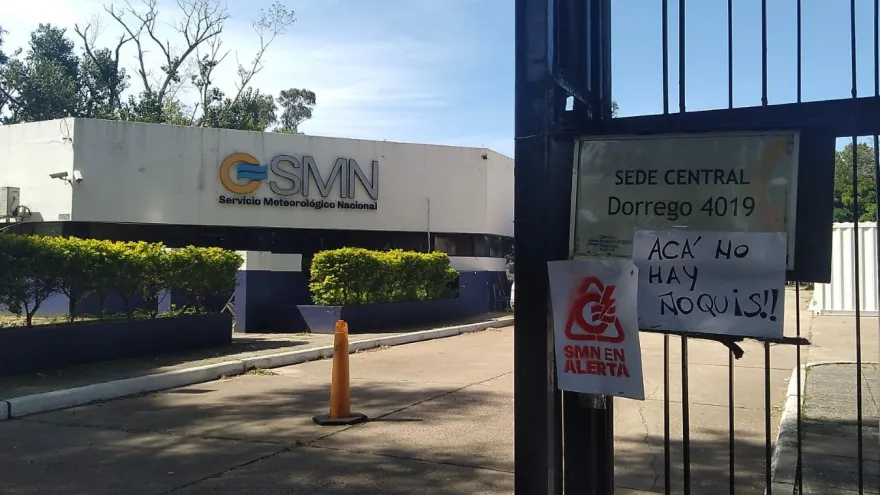 SMN
Servicio Meteorológico Nacional
SEDE CENTRAL
Dorrego 4019
ACÁ NO
HAY
ÑOQUIS!!
SMN EN
ALERTA